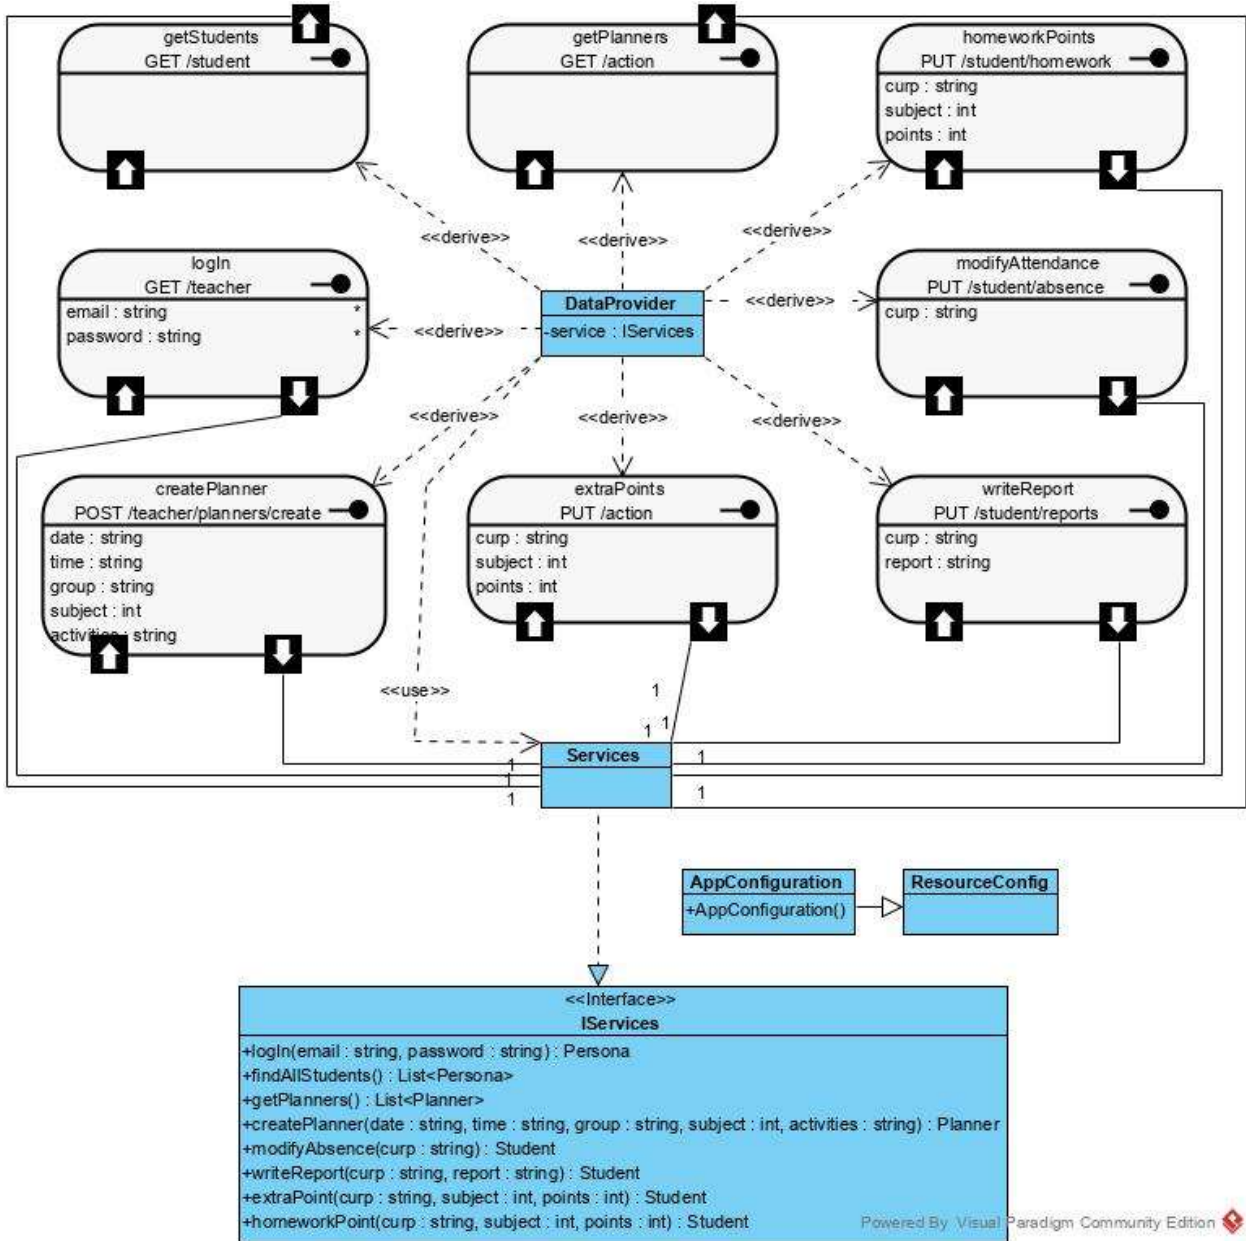 getStudents
GET /student
getPlanners
GET /action
homeworkPoints
PUT /student/homework
curp : string
subject : int
points : int
<<derive>>
<<derive>>
<<derive>>
logIn
GET /teacher
email : string *
password : string *
DataProvider
-service : IServices
<<derive>>
<<derive>>
modifyAttendance
PUT /student/absence
curp : string
<<derive>>
<<derive>>
<<derive>>
createPlanner
POST /teacher/planners/create
date : string
time : string
group : string
subject : int
activities : string
extraPoints
PUT /action
curp : string
subject : int
points : int
writeReport
PUT /student/reports
curp : string
report : string
<<use>>
1
1
1
Services
1
1
1
1
1
AppConfiguration
+AppConfiguration()
ResourceConfig
<<Interface>>
IServices
+logIn(email : string, password : string) : Persona
+findAllStudents() : List<Persona>
+getPlanners() : List<Planner>
+createPlanner(date : string, time : string, group : string, subject : int, activities : string) : Planner
+modifyAbsence(curp : string) : Student
+writeReport(curp : string, report : string) : Student
+extraPoint(curp : string, subject : int, points : int) : Student
+homeworkPoint(curp : string, subject : int, points : int) : Student
Powered By Visual Paradigm Community Edition